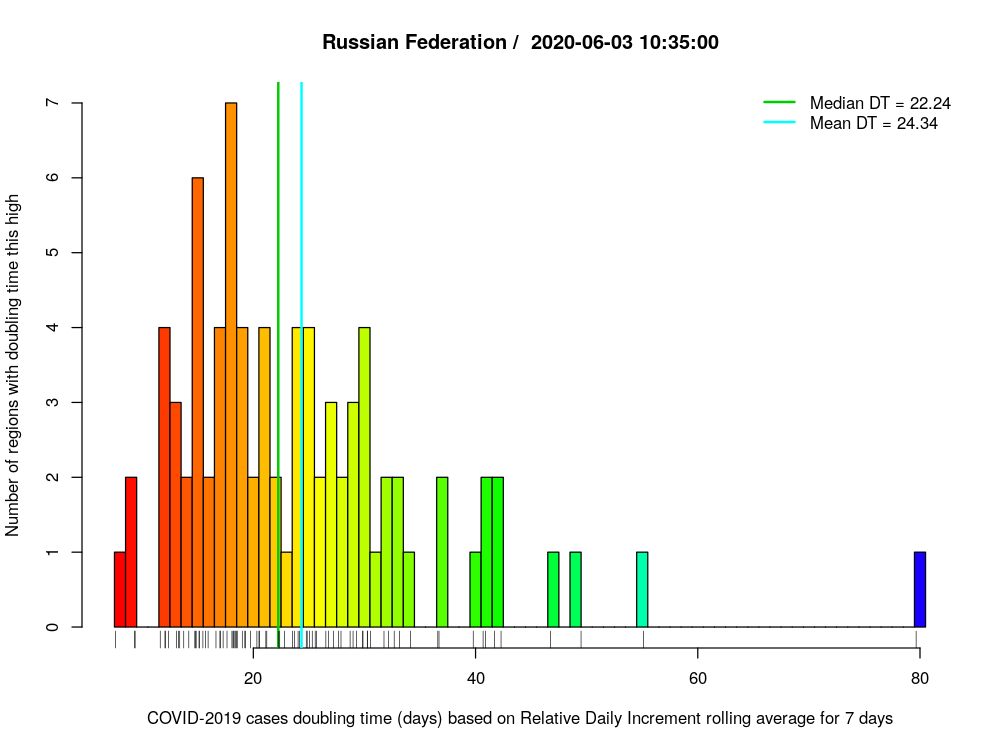 Russian Federation /  2020-06-03 10:35:00
Median DT = 22.24
Mean DT = 24.34
Number of regions with doubling time this high
7
6
5
4
3
2
1
0
20 40 60 80
COVID-2019 cases doubling time (days) based on Relative Daily Increment rolling average for 7 days